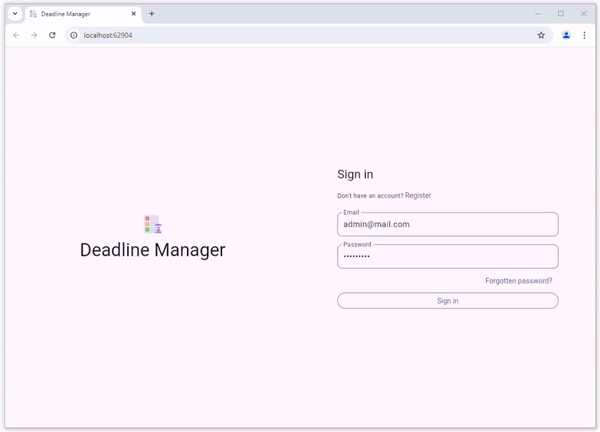 Deadline Manager
localhost:62904
Deadline Manager
Sign in
Don't have an account? Register
Email
admin@mail.com
Password
•••••••••
Forgotten password?
Sign in